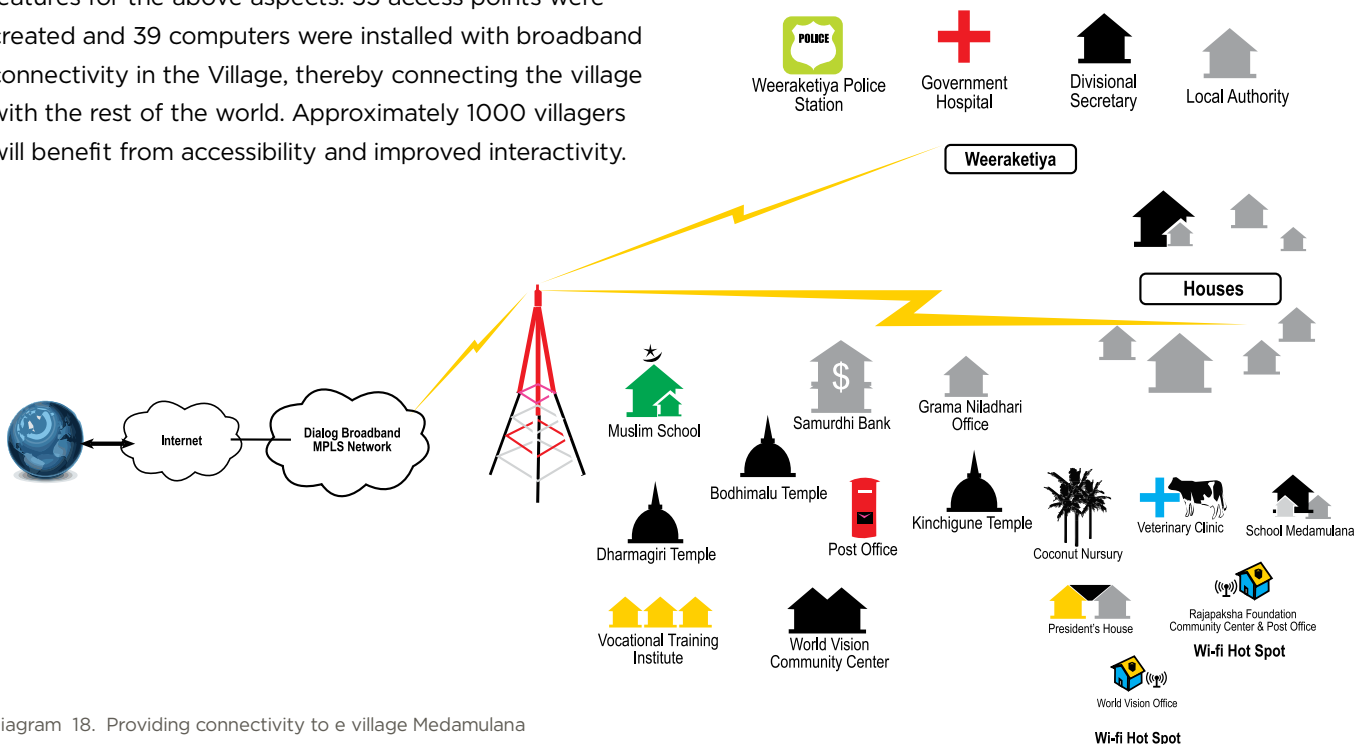 created and 39 computers were installed with broadband
connectivity in the Village, thereby connecting the village
with the rest of the world. Approximately 1000 villagers
will benefit from accessibility and improved interactivity.
POLICE
Weeraketiya Police
Station
Government
Hospital
Divisional
Secretary
Local Authority
Weeraketiya
Houses
Internet
Dialog Broadband
MPLS Network
Muslim School
$
Samurdhi Bank
Grama Niladhari
Office
Bodhimalu Temple
Dharmagiri Temple
Post Office
Kinchigune Temple
Coconut Nursury
Veterinary Clinic
School Medamulana
Vocational Training
Institute
World Vision
Community Center
President's House
Rajapaksha Foundation
Community Center & Post Office
Wi-fi Hot Spot
World Vision Office
Wi-fi Hot Spot
iagram 18. Providing connectivity to e village Medamulana